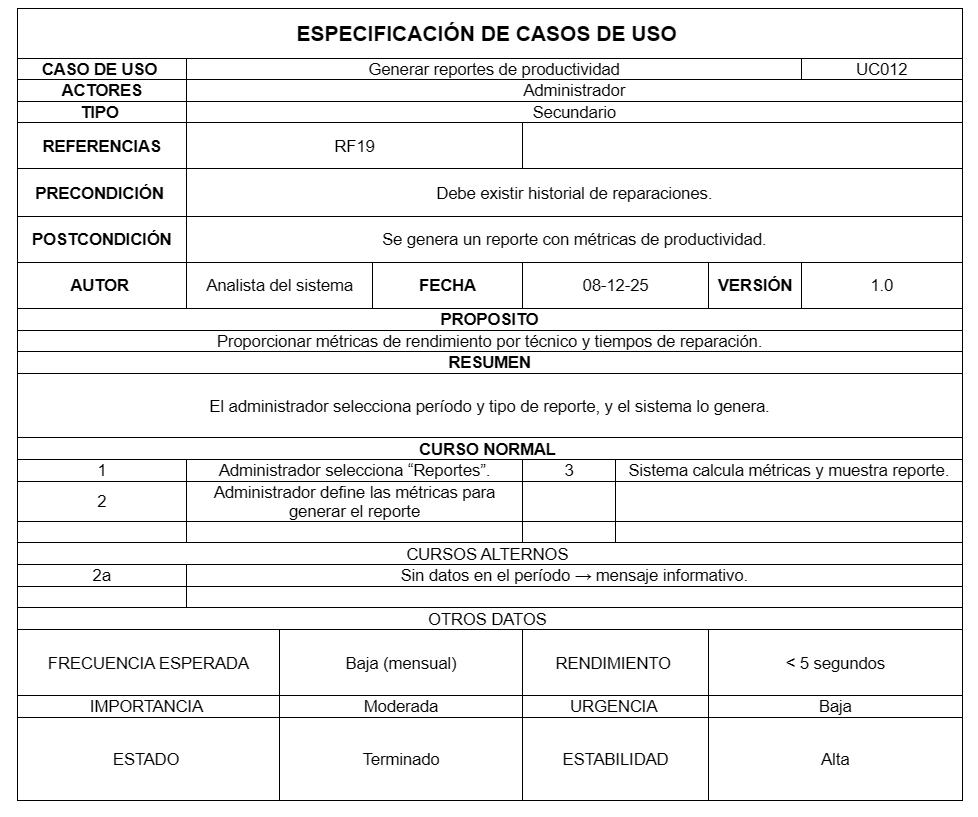 ESPECIFICACIÓN DE CASOS DE USO
CASO DE USO Generar reportes de productividad UC012
ACTORES Administrador
TIPO Secundario
REFERENCIAS RF19
PRECONDICIÓN Debe existir historial de reparaciones.
POSTCONDICIÓN Se genera un reporte con métricas de productividad.
AUTOR Analista del sistema FECHA 08-12-25 VERSIÓN 1.0
PROPOSITO
Proporcionar métricas de rendimiento por técnico y tiempos de reparación.
RESUMEN
El administrador selecciona período y tipo de reporte, y el sistema lo genera.
CURSO NORMAL
1 Administrador selecciona “Reportes”. 3 Sistema calcula métricas y muestra reporte.
2 Administrador define las métricas para
generar el reporte
CURSOS ALTERNOS
2a Sin datos en el período → mensaje informativo.
OTROS DATOS
FRECUENCIA ESPERADA Baja (mensual) RENDIMIENTO < 5 segundos
IMPORTANCIA Moderada URGENCIA Baja
ESTADO Terminado ESTABILIDAD Alta